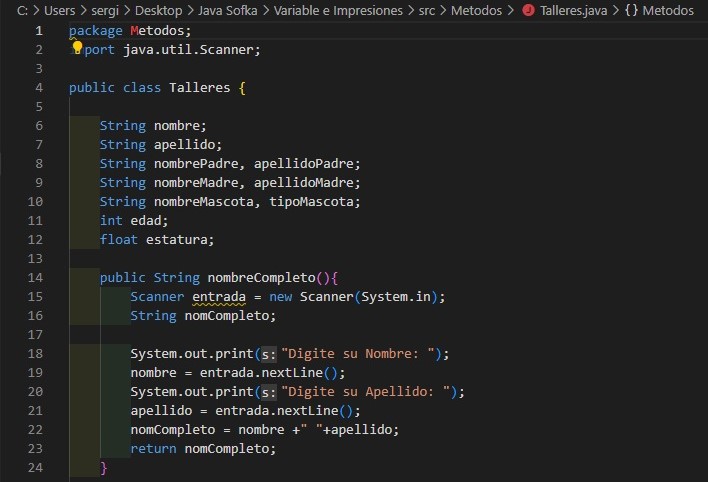 C: > Users > sergi > Desktop > Java Sofka > Variable e Impresiones > src > Metodos > Talleres.java > {} Metodos
1 package Metodos;
2 port java.util.Scanner;
3
4 public class Talleres {
5
6 String nombre;
7 String apellido;
8 String nombrePadre, apellidoPadre;
9 String nombreMadre, apellidoMadre;
10 String nombreMascota, tipoMascota;
11 int edad;
12 float estatura;
13
14 public String nombreCompleto(){
15 Scanner entrada = new Scanner(System.in);
16 String nomCompleto;
17
18 System.out.print(s: "Digite su Nombre: ");
19 nombre = entrada.nextLine();
20 System.out.print(s: "Digite su Apellido: ");
21 apellido = entrada.nextLine();
22 nomCompleto = nombre +" "+apellido;
23 return nomCompleto;
24 }